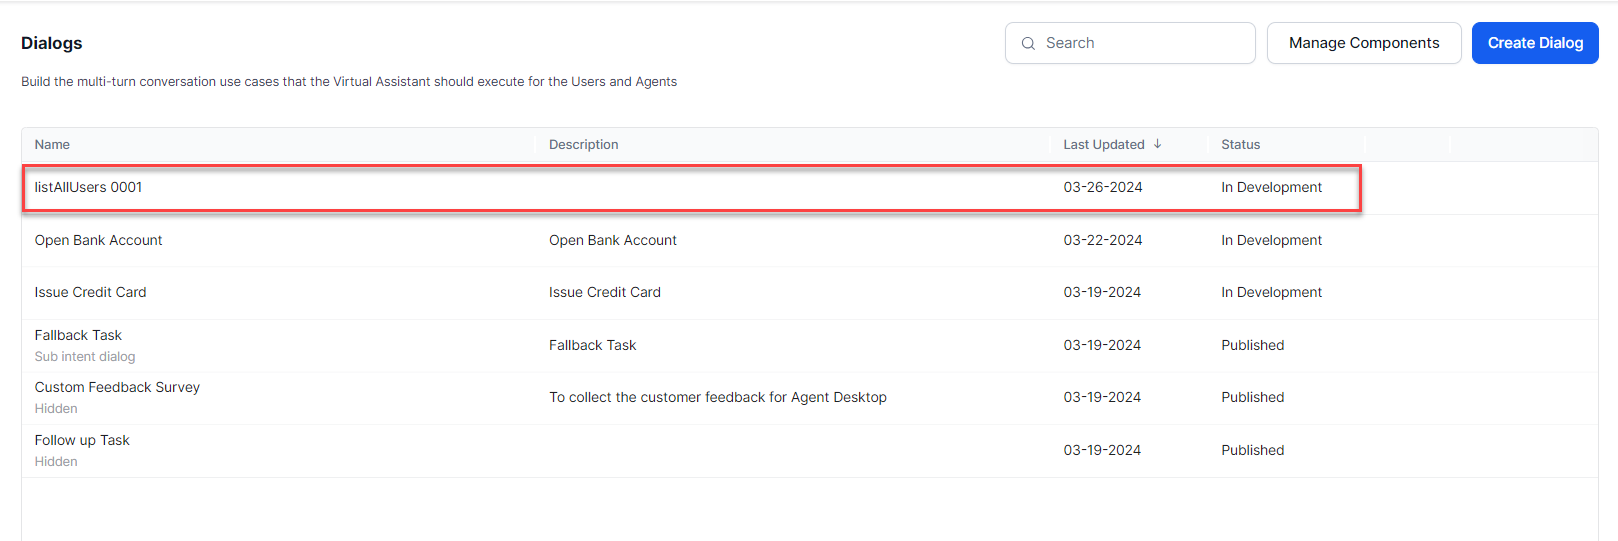 Dialogs
Search
Manage Components
Create Dialog
Build the multi-turn conversation use cases that the Virtual Assistant should execute for the Users and Agents
Name Description Last Updated ↓ Status
listAllUsers 0001 03-26-2024 In Development
Open Bank Account Open Bank Account 03-22-2024 In Development
Issue Credit Card Issue Credit Card 03-19-2024 In Development
Fallback Task
Sub intent dialog
Fallback Task 03-19-2024 Published
Custom Feedback Survey
Hidden
To collect the customer feedback for Agent Desktop 03-19-2024 Published
Follow up Task
Hidden
03-19-2024 Published